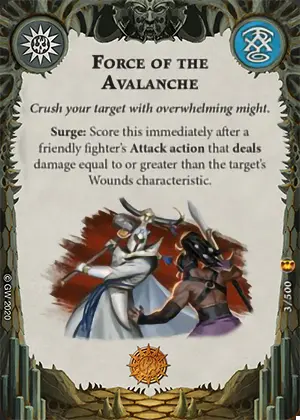 FORCE OF THE
AVALANCHE
Crush your target with overwhelming might.
Surge: Score this immediately after a
friendly fighter's Attack action that deals
damage equal to or greater than the target's
Wounds characteristic.
© GW 2020
3/500